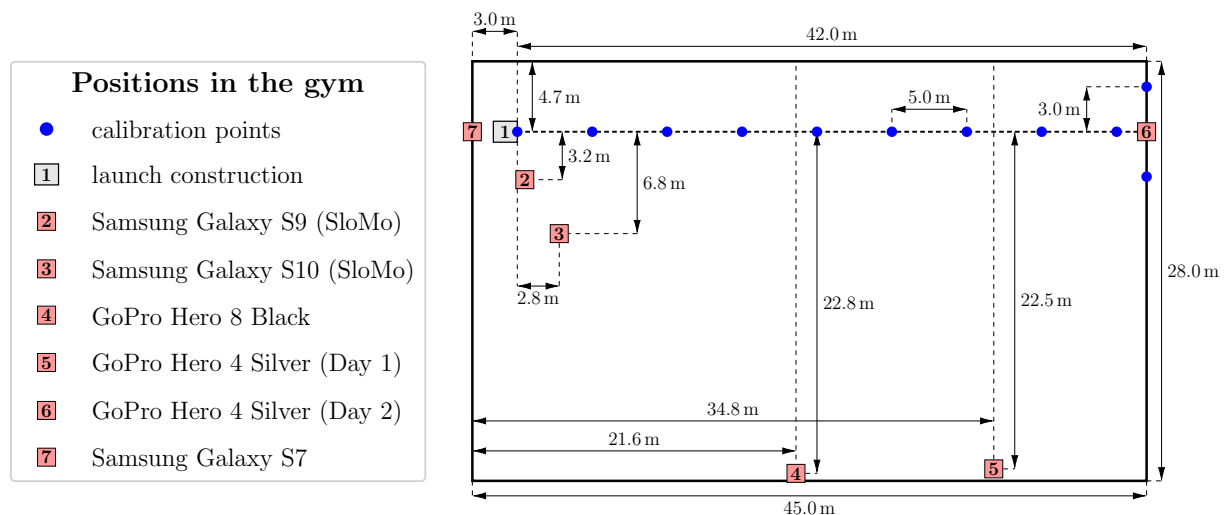 Positions in the gym
calibration points
1 launch construction
2 Samsung Galaxy S9 (SloMo)
3 Samsung Galaxy S10 (SloMo)
4 GoPro Hero 8 Black
5 GoPro Hero 4 Silver (Day 1)
6 GoPro Hero 4 Silver (Day 2)
7 Samsung Galaxy S7
3.0 m
42.0 m
4.7 m
5.0 m
3.0 m
7
1
6
3.2 m
2
6.8 m
3
2.8 m
28.0 m
22.8 m
22.5 m
34.8 m
21.6 m
4
5
45.0 m